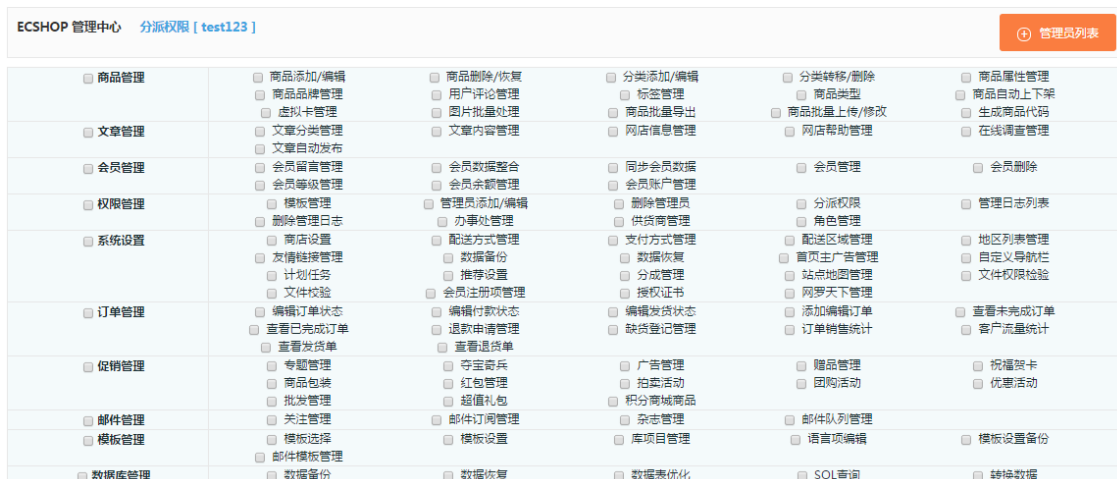 ECSHOP 管理中心 分派权限 [ test123 ] 管理员列表
商品管理 商品添加/编辑 商品删除/恢复 分类添加/编辑 分类转移/删除 商品属性管理
商品品牌管理 用户评论管理 标签管理 商品类型 商品自动上下架
虚拟卡管理 图片批量处理 商品批量导出 商品批量上传/修改 生成商品代码
文章管理 文章分类管理 文章内容管理 网店信息管理 网店帮助管理 在线调查管理
文章自动发布
会员管理 会员留言管理 会员数据整合 同步会员数据 会员管理 会员删除
会员等级管理 会员余额管理 会员账户管理
权限管理 模板管理 管理员添加/编辑 删除管理员 分派权限 管理日志列表
删除管理日志 办事处管理 供货商管理 角色管理
系统设置 商店设置 配送方式管理 支付方式管理 配送区域管理 地区列表管理
友情链接管理 数据备份 数据恢复 首页主广告管理 自定义导航栏
计划任务 推荐设置 分成管理 站点地图管理 文件权限检验
文件校验 会员注册项管理 授权证书 网罗天下管理
订单管理 编辑订单状态 编辑付款状态 编辑发货状态 添加编辑订单 查看未完成订单
查看已完成订单 退款申请管理 缺货登记管理 订单销售统计 客户流量统计
查看发货单 查看退货单
促销管理 专题管理 夺宝奇兵 广告管理 赠品管理 祝福贺卡
商品包装 红包管理 拍卖活动 团购活动 优惠活动
批发管理 超值礼包 积分商城商品
邮件管理 关注管理 邮件订阅管理 杂志管理 邮件队列管理
模板管理 模板选择 模板设置 库项目管理 语言项编辑 模板设置备份
邮件模板管理
数据库管理 数据备份 数据恢复 数据表优化 SQL查询 转换数据